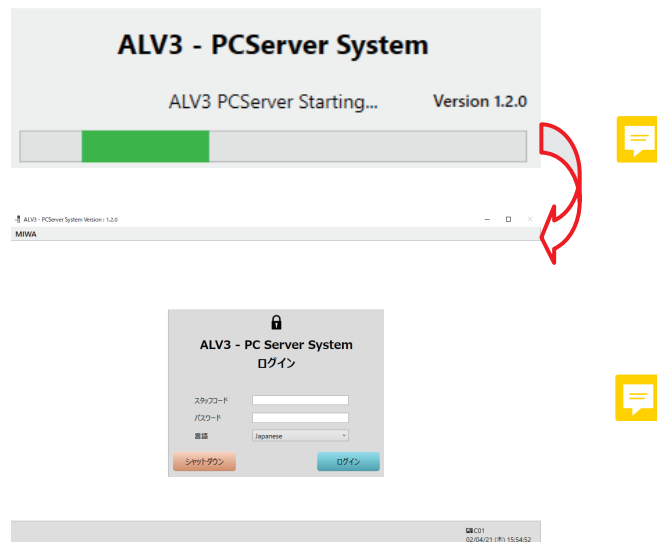 ALV3 - PCServer System
ALV3 PCServer Starting...
Version 1.2.0
ALV3 - PCServer System Version : 1.2.0
MIWA
ALV3 - PC Server System
ログイン
スタッフコード
パスワード
言語 Japanese
シャットダウン ログイン
C01
02/04/21 (木) 15:54:52